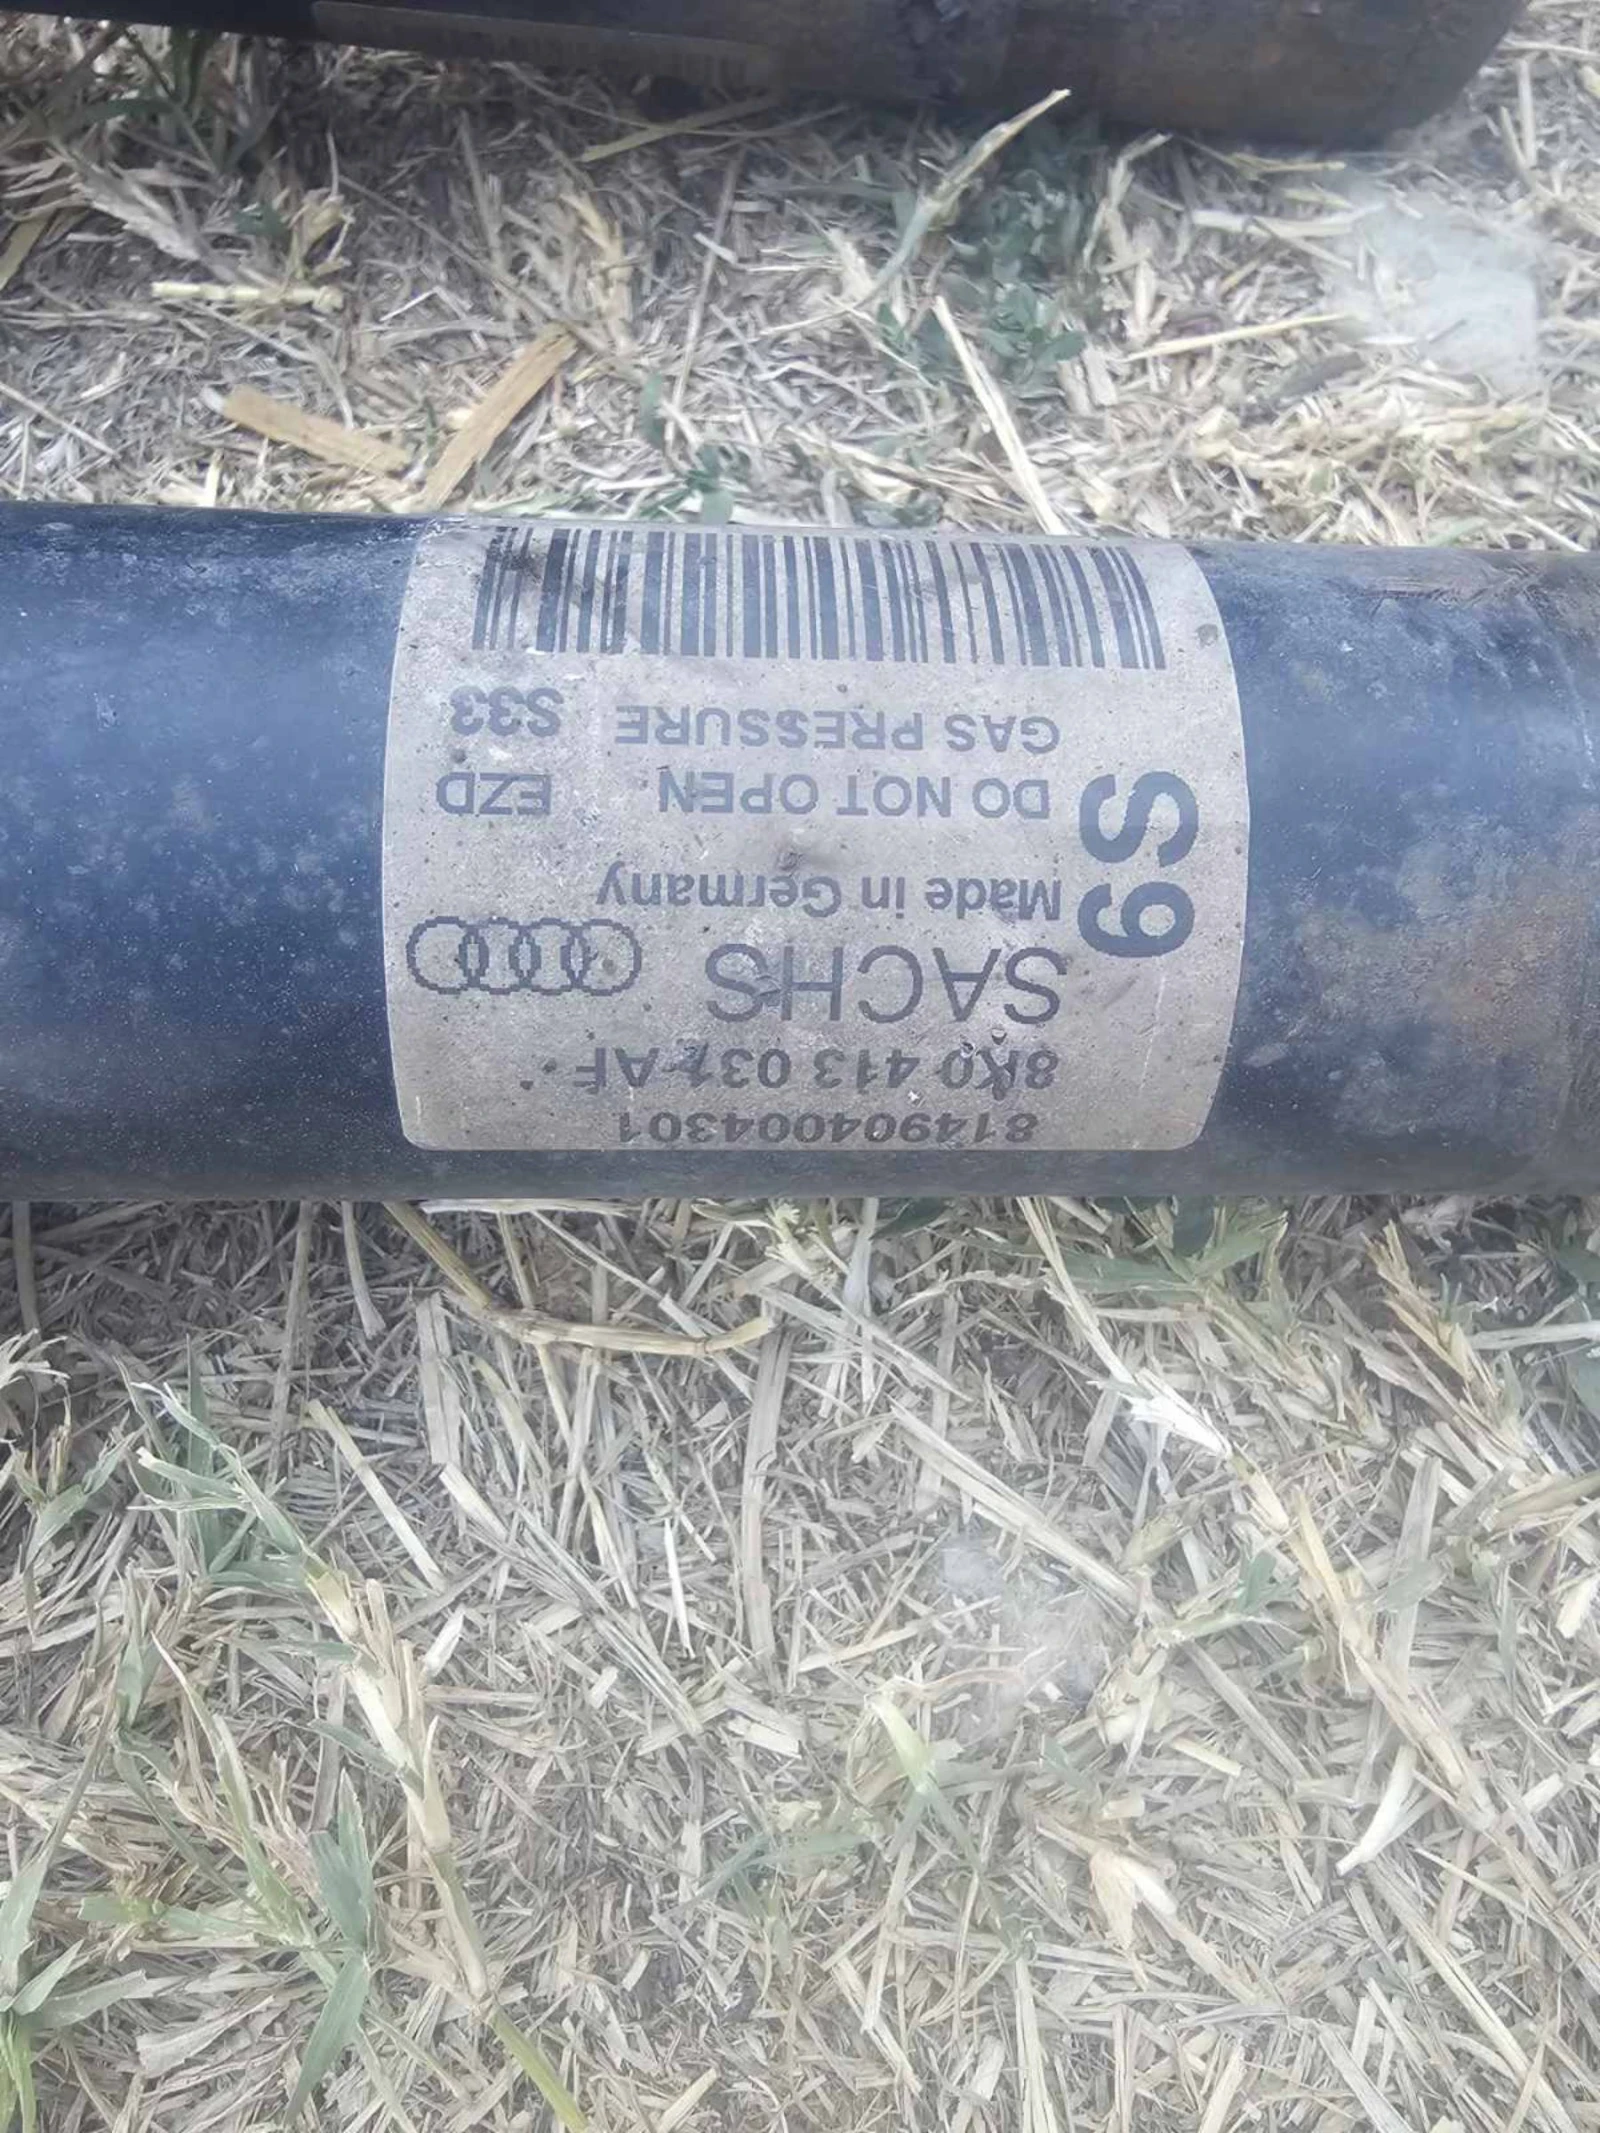 814904004301
8K0 413 031 AF
SACHS
Made in Germany
DO NOT OPEN EZD
GAS PRESSURE S33
S9